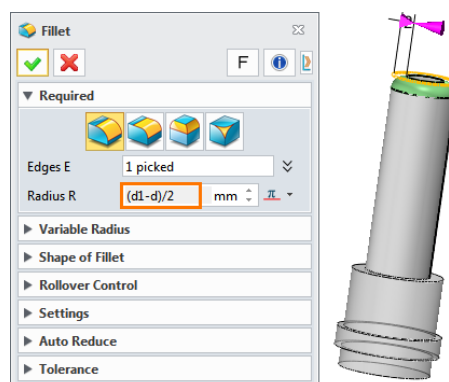 Fillet
F
Required
Edges E 1 picked
Radius R (d1-d)/2 mm π
Variable Radius
Shape of Fillet
Rollover Control
Settings
Auto Reduce
Tolerance